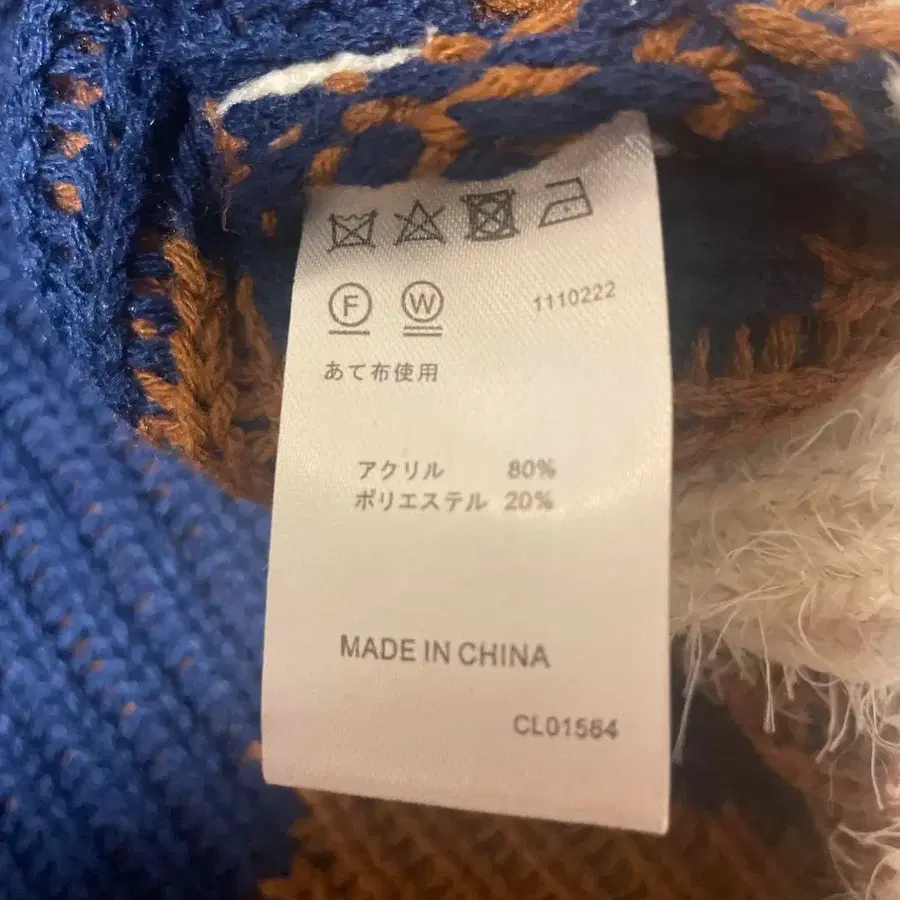 F W 1110222
あて布使用
アクリル 80%
ポリエステル 20%
MADE IN CHINA
CL01584